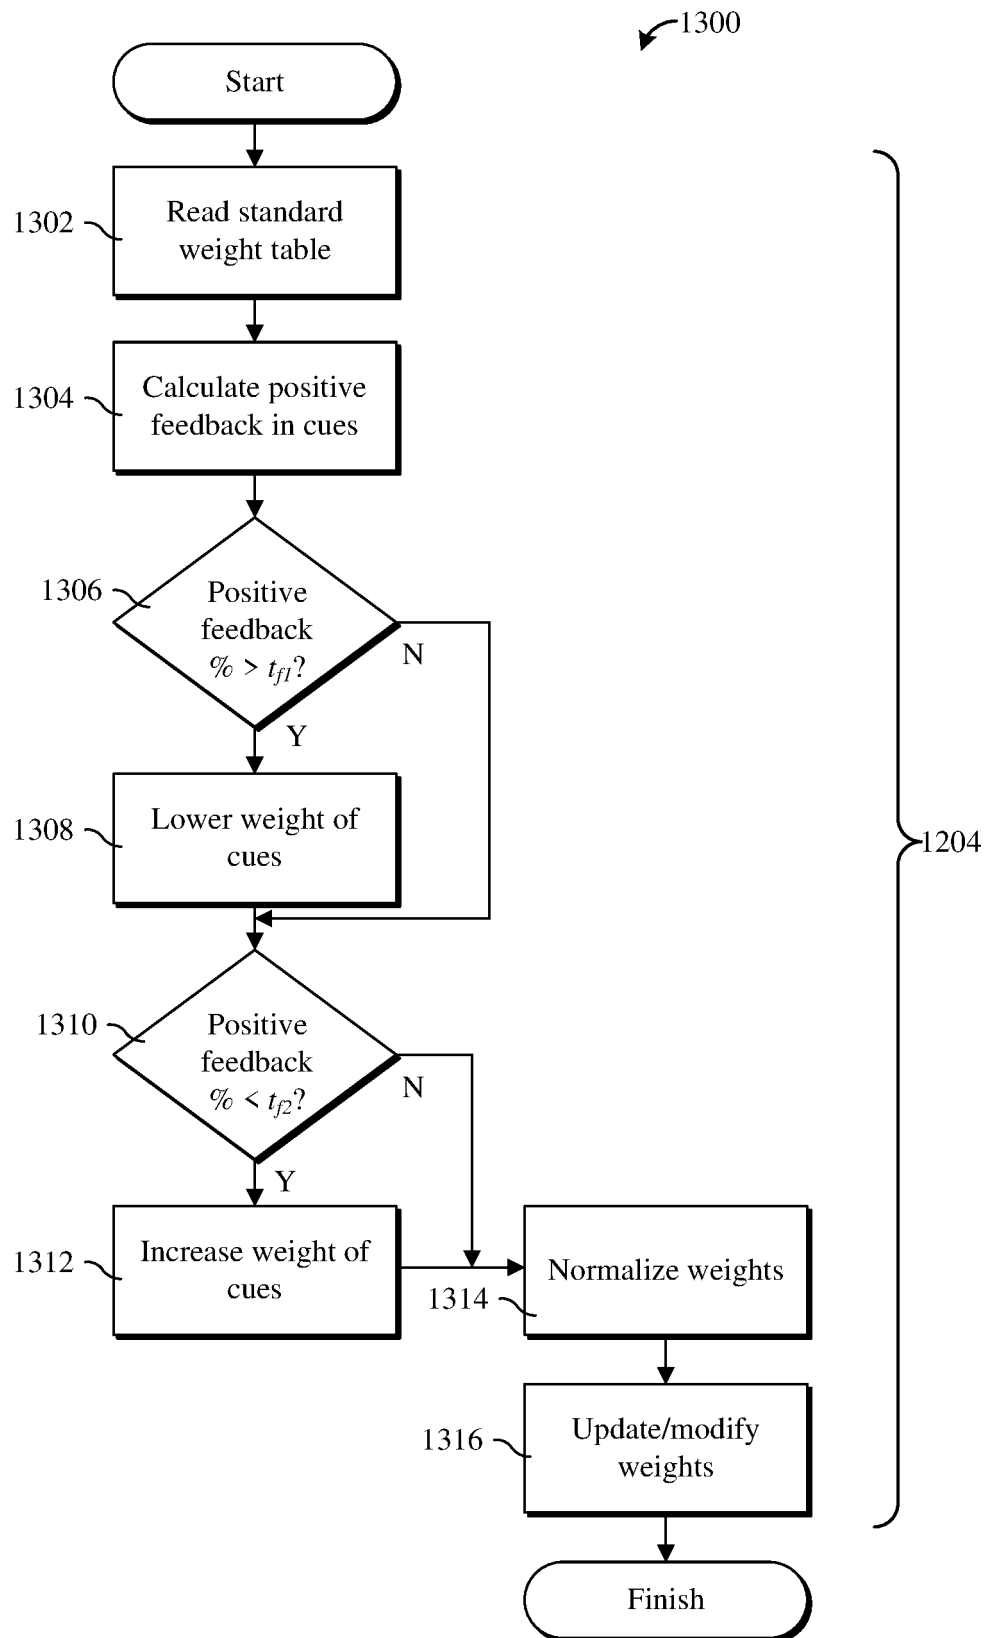 1300
Start
1302
Read standard
weight table
1304
Calculate positive
feedback in cues
1306
Positive
feedback
% > tf1?
N
Y
1308
Lower weight of
cues
1204
1310
Positive
feedback
% < tf2?
N
Y
1312
Increase weight of
cues
Normalize weights
1314
1316
Update/modify
weights
Finish